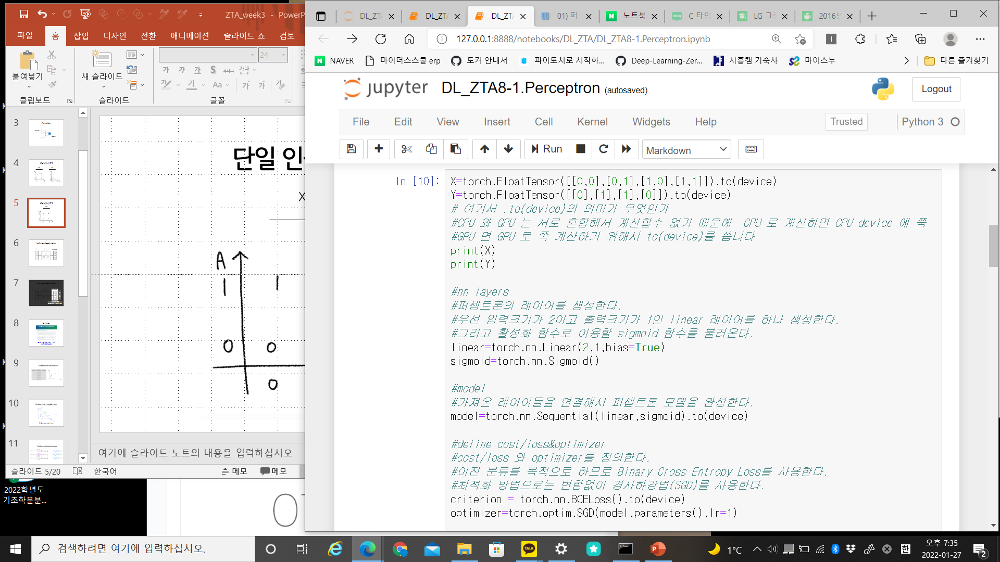 ZTA_week3 - PowerP
파일 홈 삽입 디자인 전환 애니메이션 슬라이드 쇼 검토
붙여넣기
새 슬라이드
24
가 가 가 S 가나다 간갸
가 Aa 가 가
클립보드 슬라이드 글꼴
3
4
5
6
7
8
9
10
11
Perceptron
Multinomial classification
단일 인
X
A
1 1
0 0
0
여기에 슬라이드 노트의 내용을 입력하십시오
슬라이드 5/20 한국어 메모 메모
2022학년도
기초학문분...
DL_ZT DL_ZT DL_ZT 01) 퍼 노트북 C 타입 LG 그 2016
127.0.0.1:8888/notebooks/DL_ZTA/DL_ZTA8-1.Perceptron.ipynb
NAVER 마이더스스쿨 erp 도커 안내서 파이토치로 시작하... Deep-Learning-Zer... 시흥캠 기숙사 마이스누 다른 즐겨찾기
jupyter DL_ZTA8-1.Perceptron (autosaved) Logout
File Edit View Insert Cell Kernel Widgets Help Trusted Python 3
Run Markdown
In [10]:
X=torch.FloatTensor([[0,0],[0,1],[1,0],[1,1]]).to(device)
Y=torch.FloatTensor([[0],[1],[1],[0]]).to(device)
# 여기서 .to(device)의 의미가 무엇인가
#CPU 와 GPU 는 서로 혼합해서 계산할수 없기 때문에 CPU 로 계산하면 CPU device 에 쭉
#GPU 면 GPU 로 쭉 계산하기 위해서 to(device)를 씁니다
print(X)
print(Y)
#nn layers
#퍼셉트론의 레이어를 생성한다.
#우선 입력크기가 2이고 출력크기가 1인 linear 레이어를 하나 생성한다.
#그리고 활성화 함수로 이용할 sigmoid 함수를 불러온다.
linear=torch.nn.Linear(2,1,bias=True)
sigmoid=torch.nn.Sigmoid()
#model
#가져온 레이어들을 연결해서 퍼셉트론 모델을 완성한다.
model=torch.nn.Sequential(linear,sigmoid).to(device)
#define cost/loss&optimizer
#cost/loss 와 optimizer를 정의한다.
#이진 분류를 목적으로 하므로 Binary Cross Entropy Loss를 사용한다.
#최적화 방법으로는 변함없이 경사하강법(SGD)를 사용한다.
criterion = torch.nn.BCELoss().to(device)
optimizer=torch.optim.SGD(model.parameters(),lr=1)
검색하려면 여기에 입력하십시오.
TALK
1°C
한
오후 7:35
2022-01-27
2